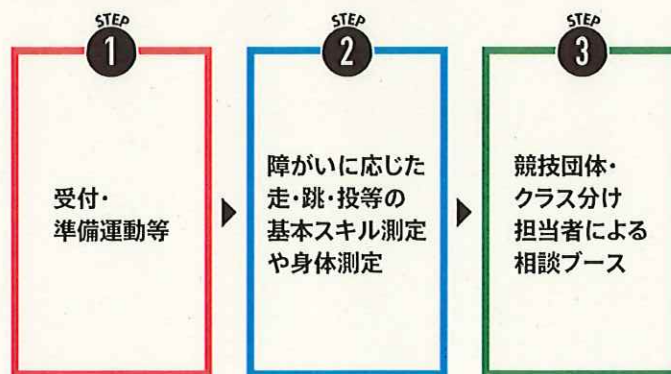 STEP
1
受付・
準備運動等
STEP
2
障がいに応じた
走・跳・投等の
基本スキル測定
や身体測定
STEP
3
競技団体・
クラス分け
担当者による
相談ブース